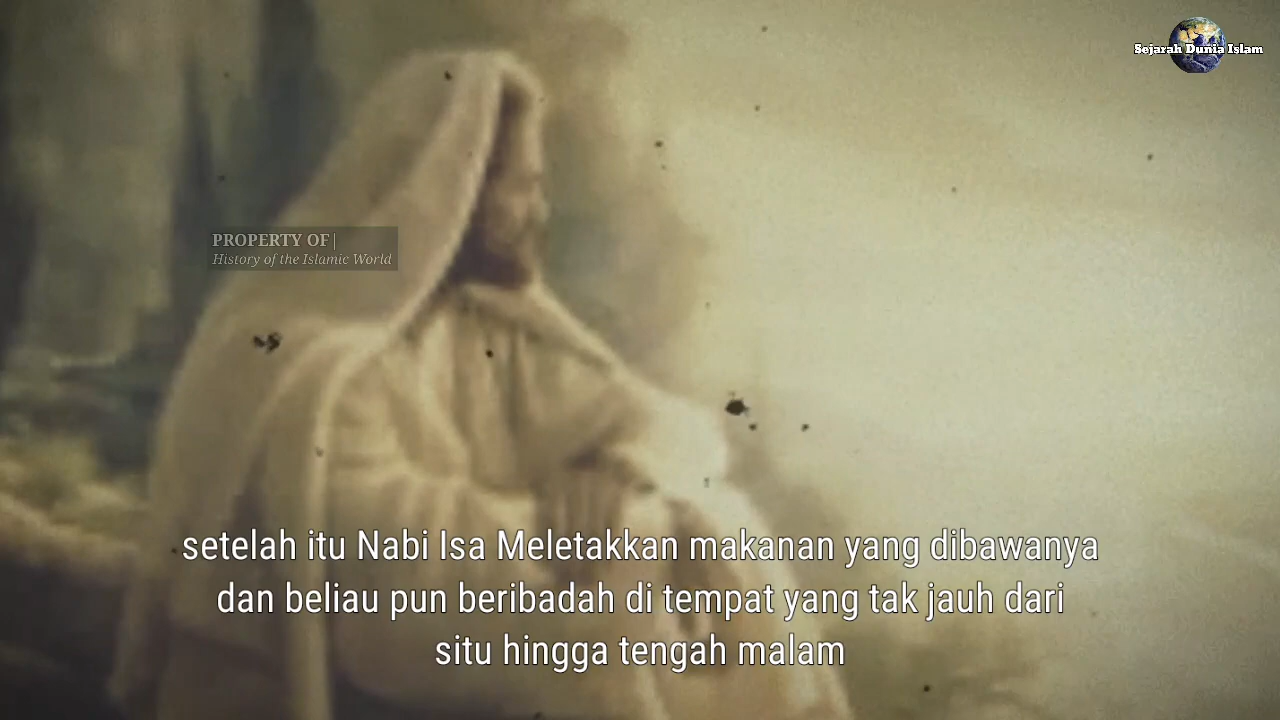 Sejarah Dunia Islam
PROPERTY OF
History of the Islamic World
setelah itu Nabi Isa Meletakkan makanan yang dibawanya
dan beliau pun beribadah di tempat yang tak jauh dari
situ hingga tengah malam